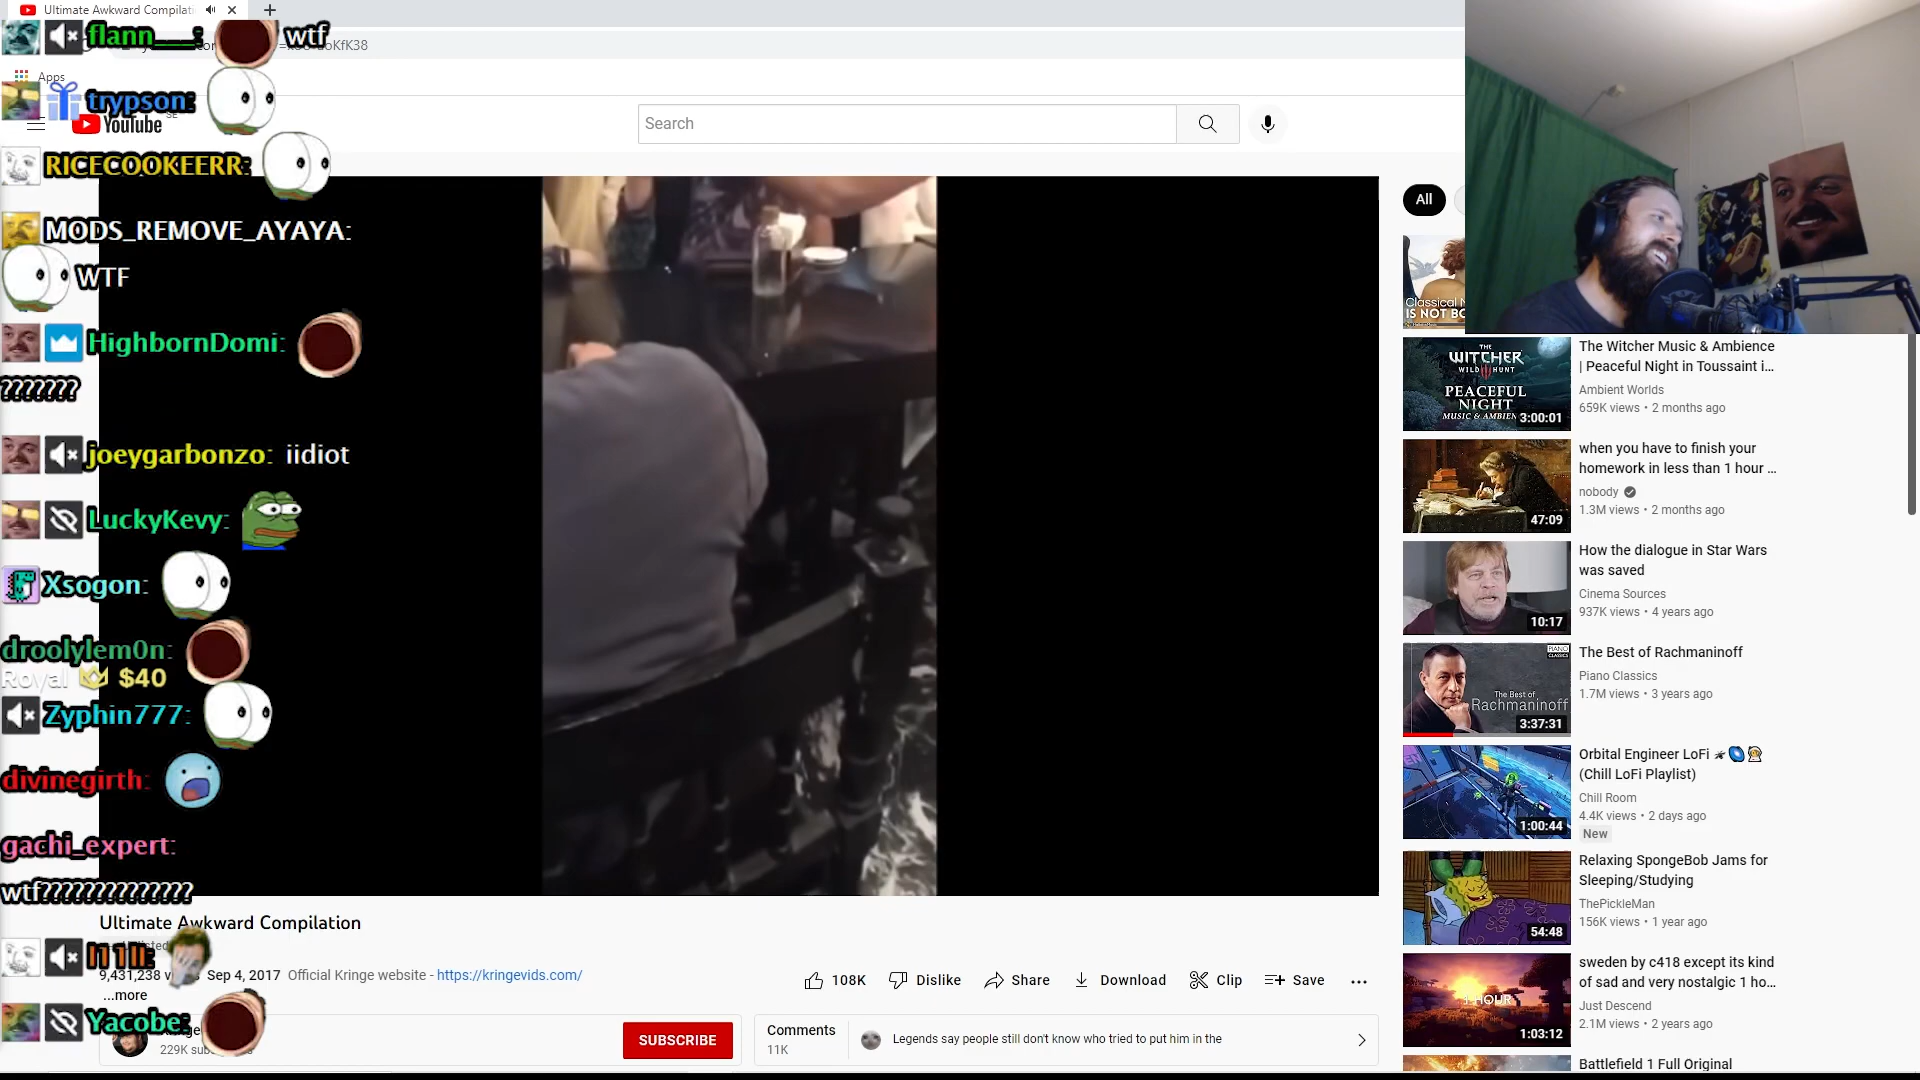 Ultimate Awkward Compilati
oKfK38
flann___: wtf
Apps
trypson:
YouTube
SE
Search
RICECOOKEERR:
MODS_REMOVE_AYAYA:
WTF
HighbornDomi:
???????
joeygarbonzo: iidiot
LuckyKevy:
Xsogon:
droolylem0n:
Royal $40
Zyphin777:
divinegirth:
gachi_expert:
wtf??????????????
Yacobe:
Ultimate Awkward Compilation
9,431,238 Sep 4, 2017 Official Kringe website - https://kringevids.com/
...more
108K Dislike Share Download Clip Save
229K
SUBSCRIBE
Comments
11K
Legends say people still don't know who tried to put him in the
All
Classical
IS NOT BO
THE
WITCHER
WILD HUNT
PEACEFUL
NIGHT
MUSIC & AMBIEN
3:00:01
The Witcher Music & Ambience
| Peaceful Night in Toussaint i...
Ambient Worlds
659K views • 2 months ago
47:09
when you have to finish your
homework in less than 1 hour ...
nobody
1.3M views • 2 months ago
10:17
How the dialogue in Star Wars
was saved
Cinema Sources
937K views • 4 years ago
PIANO
CLASSICS
The Best of
Rachmaninoff
3:37:31
The Best of Rachmaninoff
Piano Classics
1.7M views • 3 years ago
1:00:44
Orbital Engineer LoFi
(Chill LoFi Playlist)
Chill Room
4.4K views • 2 days ago
New
54:48
Relaxing SpongeBob Jams for
Sleeping/Studying
ThePickleMan
156K views • 1 year ago
1 HOUR
1:03:12
sweden by c418 except its kind
of sad and very nostalgic 1 ho...
Just Descend
2.1M views • 2 years ago
Battlefield 1 Full Original